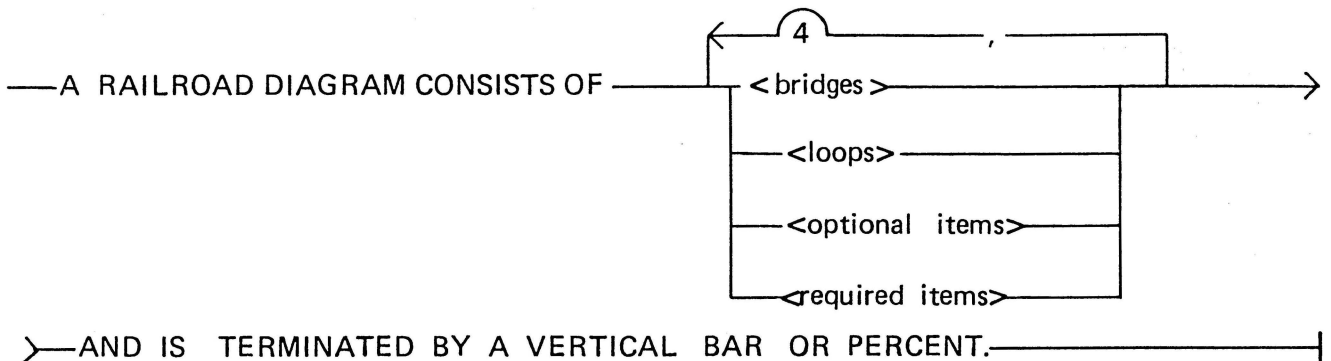 4 ,
A RAILROAD DIAGRAM CONSISTS OF <bridges>
<loops>
<optional items>
<required items>
AND IS TERMINATED BY A VERTICAL BAR OR PERCENT.